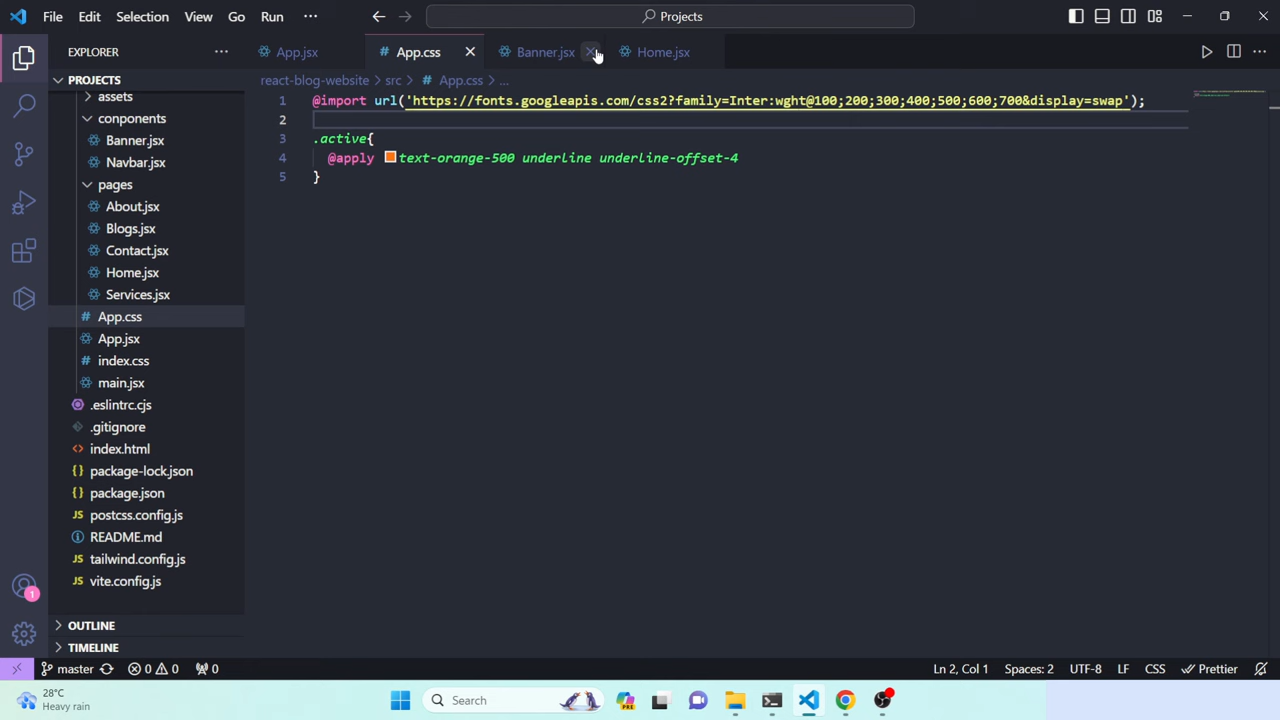 File Edit Selection View Go Run ··· Projects
EXPLORER ··· App.jsx # App.css Banner.jsx Home.jsx
PROJECTS
react-blog-website > src > # App.css > ...
assets
conponents
Banner.jsx
Navbar.jsx
pages
About.jsx
Blogs.jsx
Contact.jsx
Home.jsx
Services.jsx
# App.css
App.jsx
# index.css
main.jsx
.eslintrc.cjs
.gitignore
<> index.html
{} package-lock.json
{} package.json
JS postcss.config.js
README.md
JS tailwind.config.js
JS vite.config.js
OUTLINE
TIMELINE
1 @import url('https://fonts.googleapis.com/css2?family=Inter:wght@100;200;300;400;500;600;700&display=swap');
2
3 .active{
4 @apply text-orange-500 underline underline-offset-4
5 }
1
master 0 0 0 Ln 2, Col 1 Spaces: 2 UTF-8 LF CSS Prettier
28°C
Heavy rain
Search
PRE